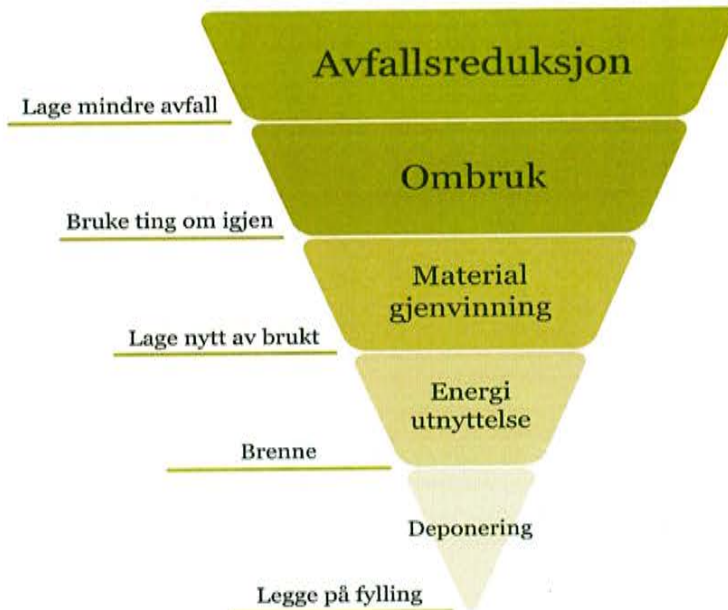 Avfallsreduksjon
Lage mindre avfall
Ombruk
Bruke ting om igjen
Material
gjenvinning
Lage nytt av brukt
Energi
utnyttelse
Brenne
Deponering
Legge på fylling